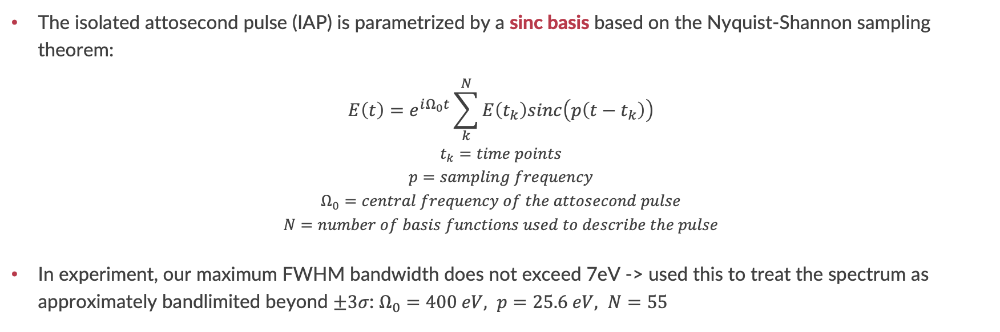 • The isolated attosecond pulse (IAP) is parametrized by a sinc basis based on the Nyquist-Shannon sampling
theorem:
E(t) = e^{iΩ₀t} ∑_{k}^{N} E(t_k)sinc(p(t − t_k))
t_k = time points
p = sampling frequency
Ω₀ = central frequency of the attosecond pulse
N = number of basis functions used to describe the pulse
• In experiment, our maximum FWHM bandwidth does not exceed 7eV -> used this to treat the spectrum as
approximately bandlimited beyond ±3σ: Ω₀ = 400 eV, p = 25.6 eV, N = 55